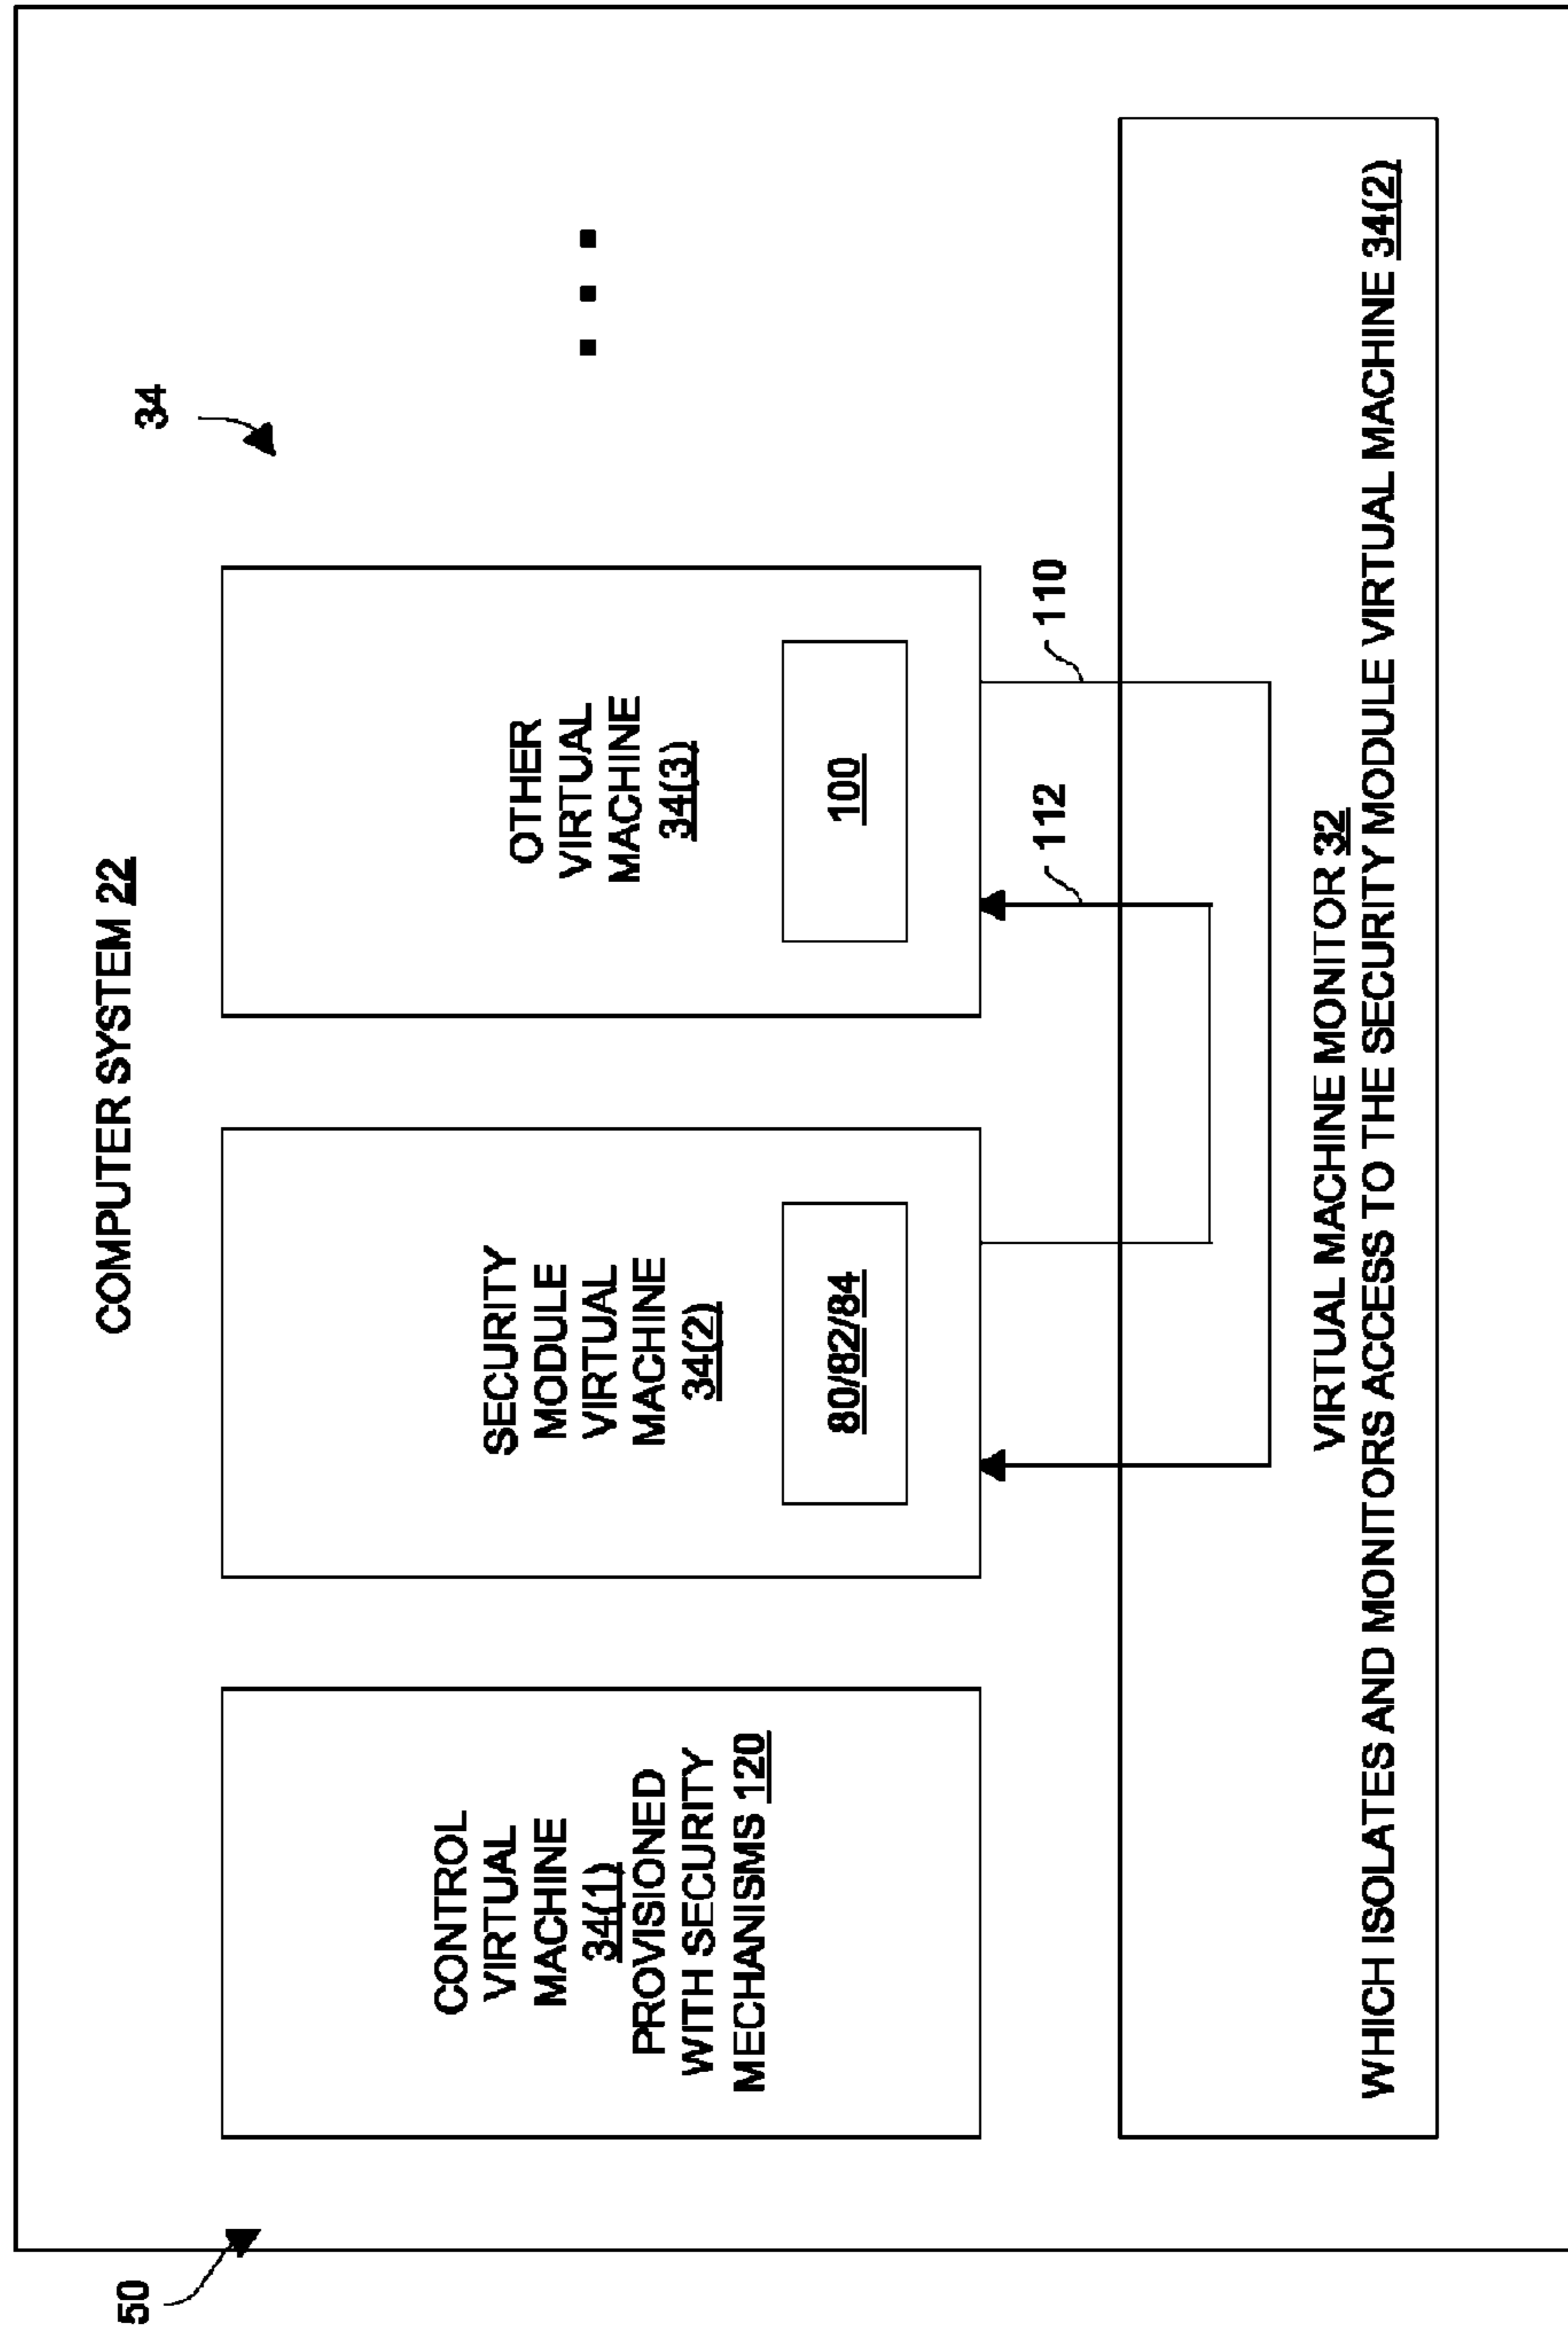 50
COMPUTER SYSTEM 22
34
CONTROL
VIRTUAL
MACHINE
34(1)
PROVISIONED
WITH SECURITY
MECHANISMS 120
SECURITY
MODULE
VIRTUAL
MACHINE
34(2)
80/82/84
OTHER
VIRTUAL
MACHINE
34(3)
100
112
110
VIRTUAL MACHINE MONITOR 32
WHICH ISOLATES AND MONITORS ACCESS TO THE SECURITY MODULE VIRTUAL MACHINE 34(2)